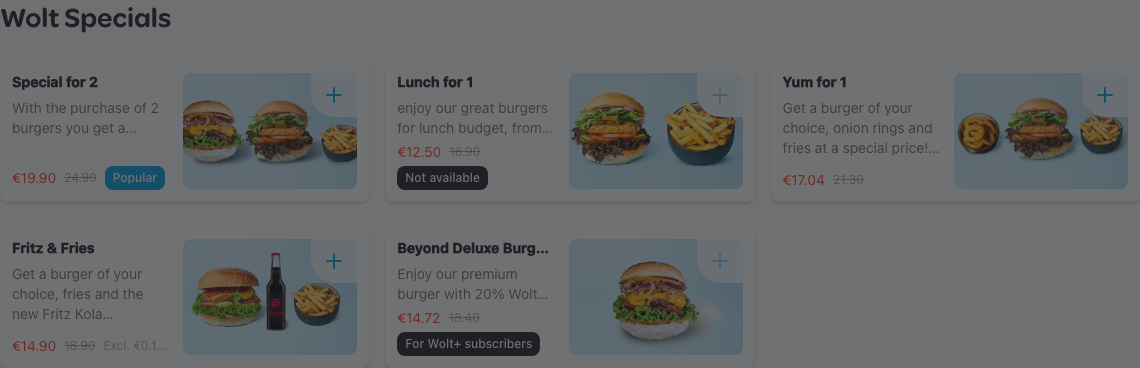 Wolt Specials
Special for 2
With the purchase of 2
burgers you get a...
€19.90 24.90 Popular
Lunch for 1
enjoy our great burgers
for lunch budget, from...
€12.50 16.90
Not available
Yum for 1
Get a burger of your
choice, onion rings and
fries at a special price!...
€17.04 21.30
Fritz & Fries
Get a burger of your
choice, fries and the
new Fritz Kola...
€14.90 18.90 Excl. €0.1...
Beyond Deluxe Burg...
Enjoy our premium
burger with 20% Wolt...
€14.72 18.40
For Wolt+ subscribers